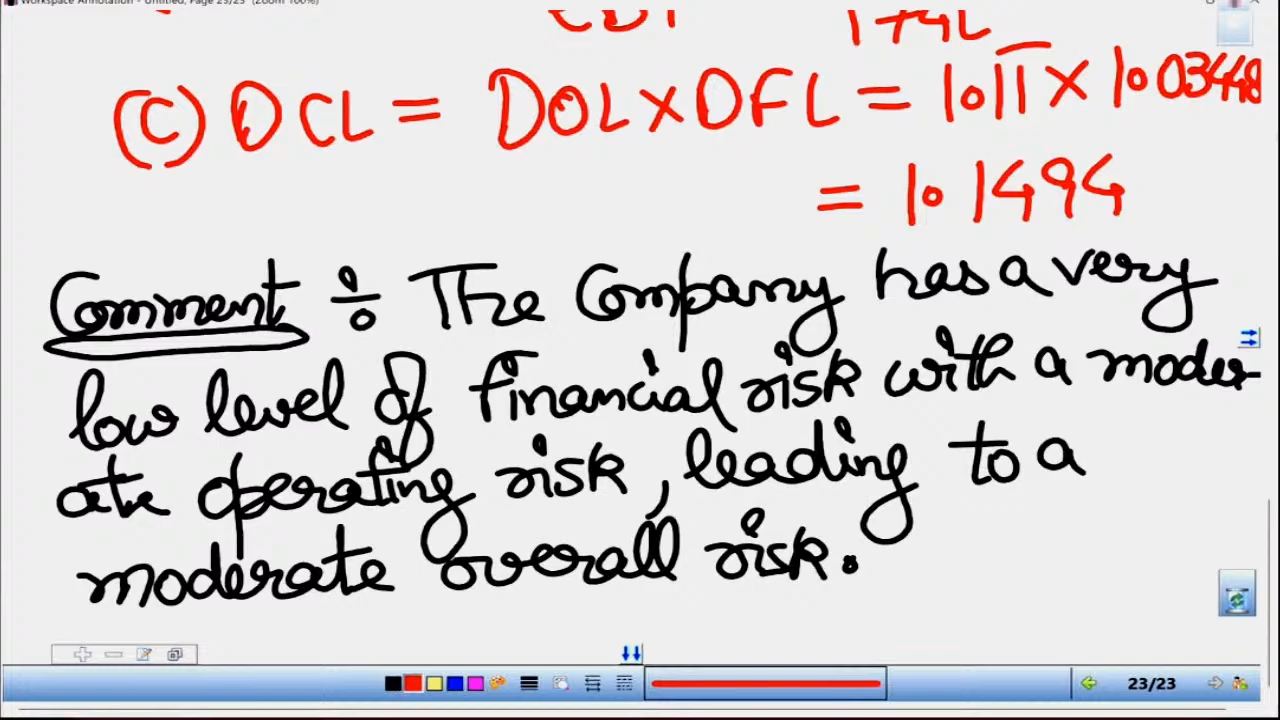 Workspace Annotation - Untitled, Page 23/23 (Zoom 100%)
(C) DCL = DOL X DFL = 1.11 X 1.03448
= 1.1494
Comment : The Company has a very
low level of financial risk with a moder-
ate operating risk, leading to a
moderate overall risk.
23/23